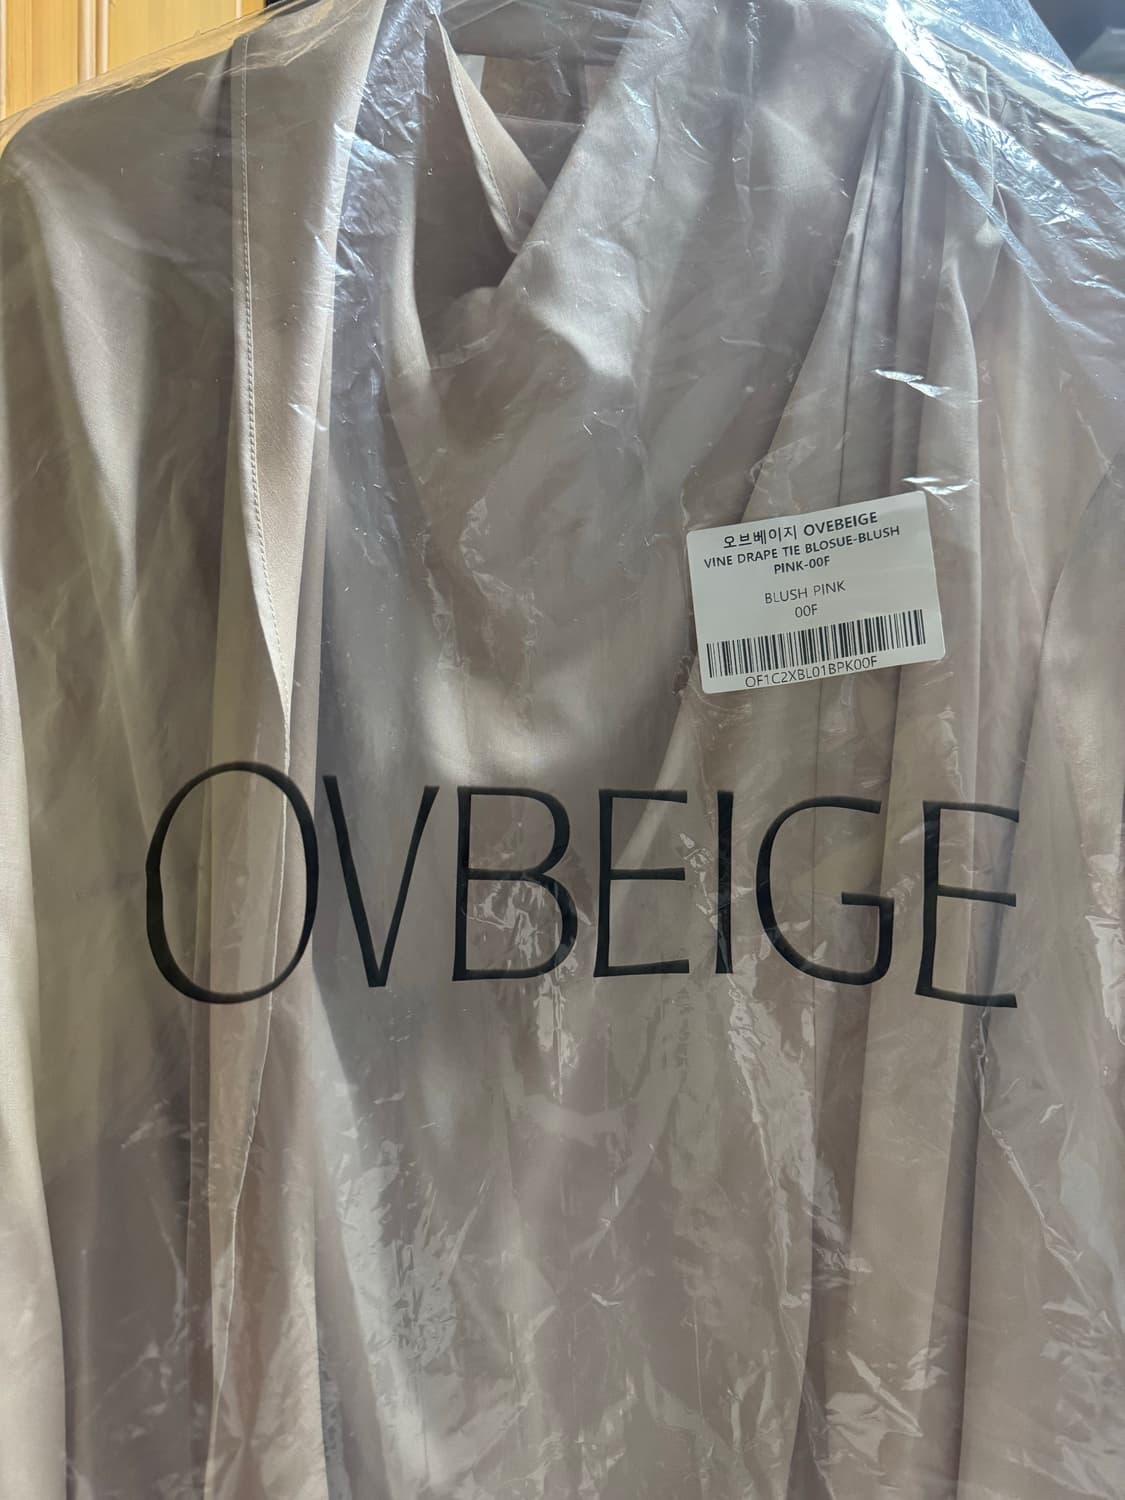 오브베이지 OVEBEIGE
VINE DRAPE TIE BLOSUE-BLUSH
PINK-00F
BLUSH PINK
00F
OF1C2XBL01BPK00F
OVBEIGE